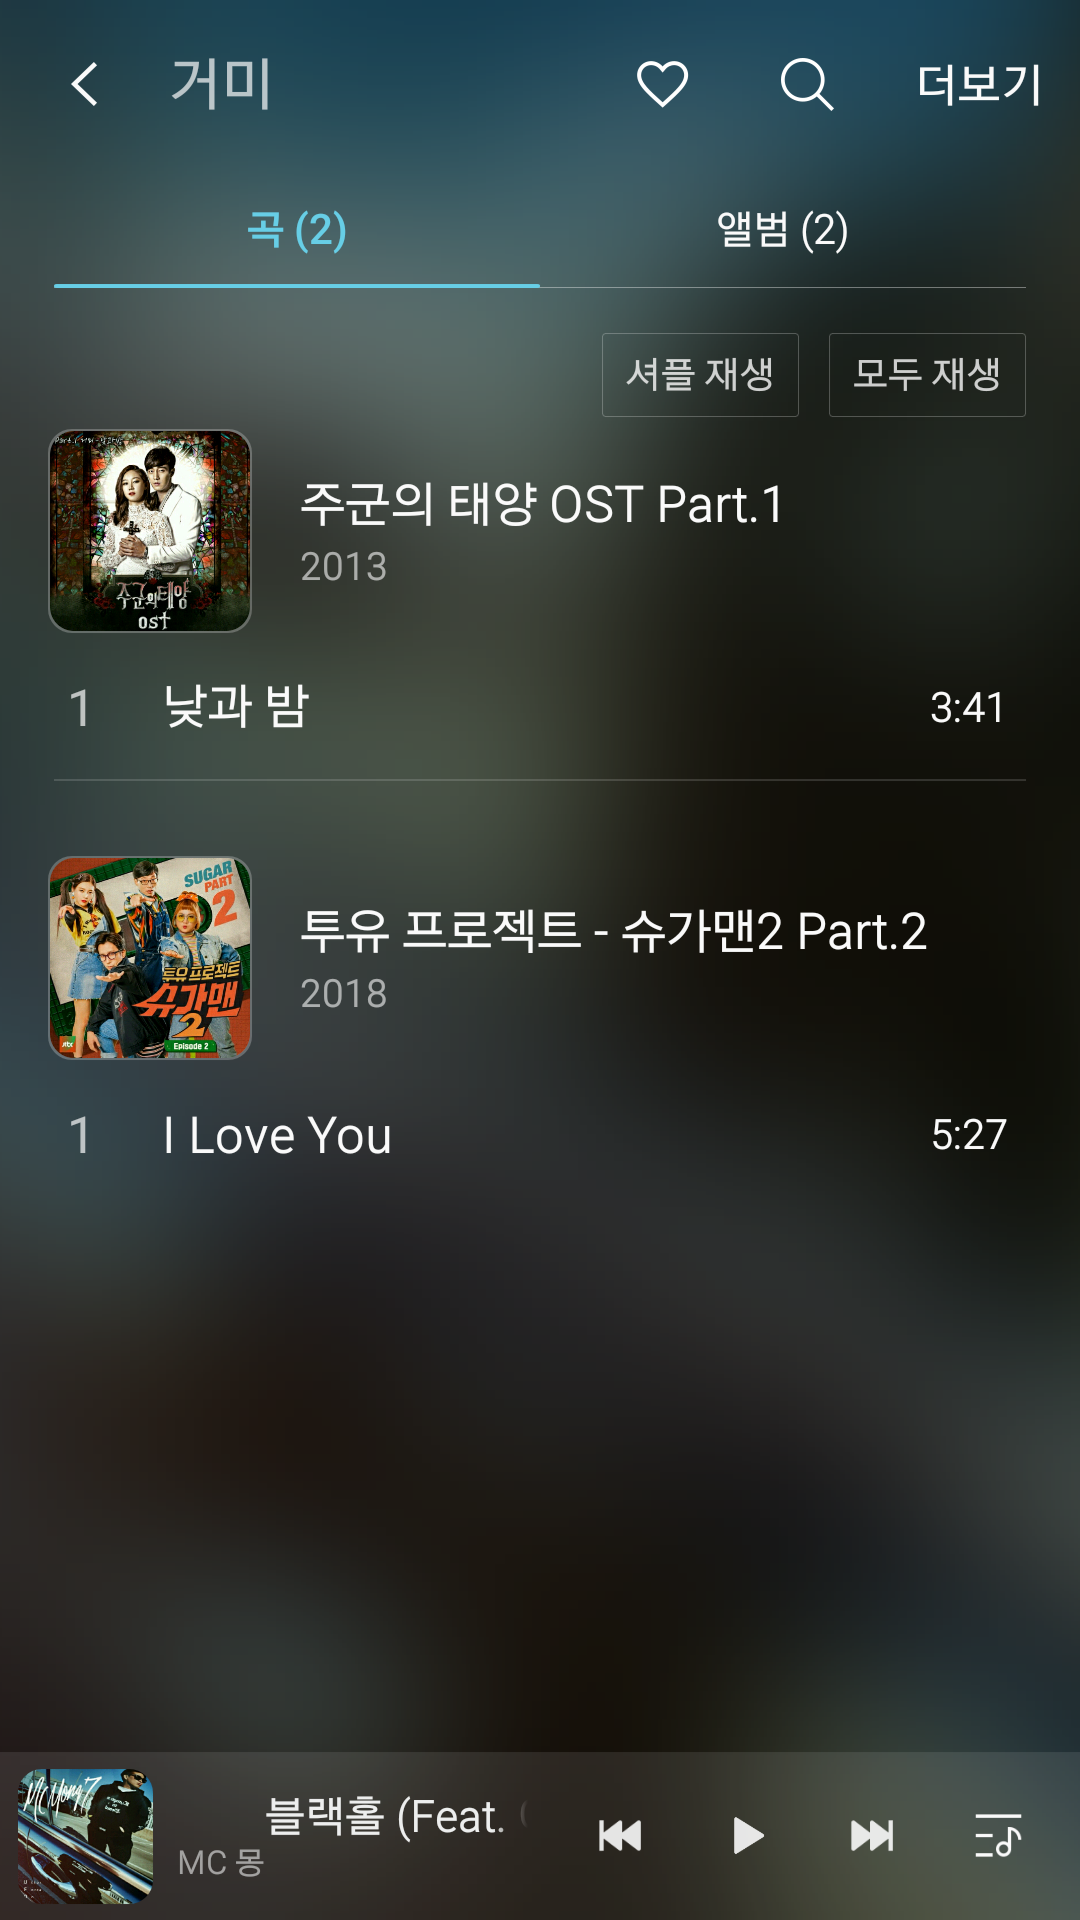 거미
더보기
곡 (2)
앨범 (2)
셔플 재생
모두 재생
주군의 태양
OST
주군의 태양 OST Part.1
2013
1 낮과 밤 3:41
SUGAR
PART
2
투유 프로젝트
슈가맨
2
jtbc
Episode 2
투유 프로젝트 - 슈가맨2 Part.2
2018
1 I Love You 5:27
MC Mong 7
블랙홀 (Feat.
MC 몽